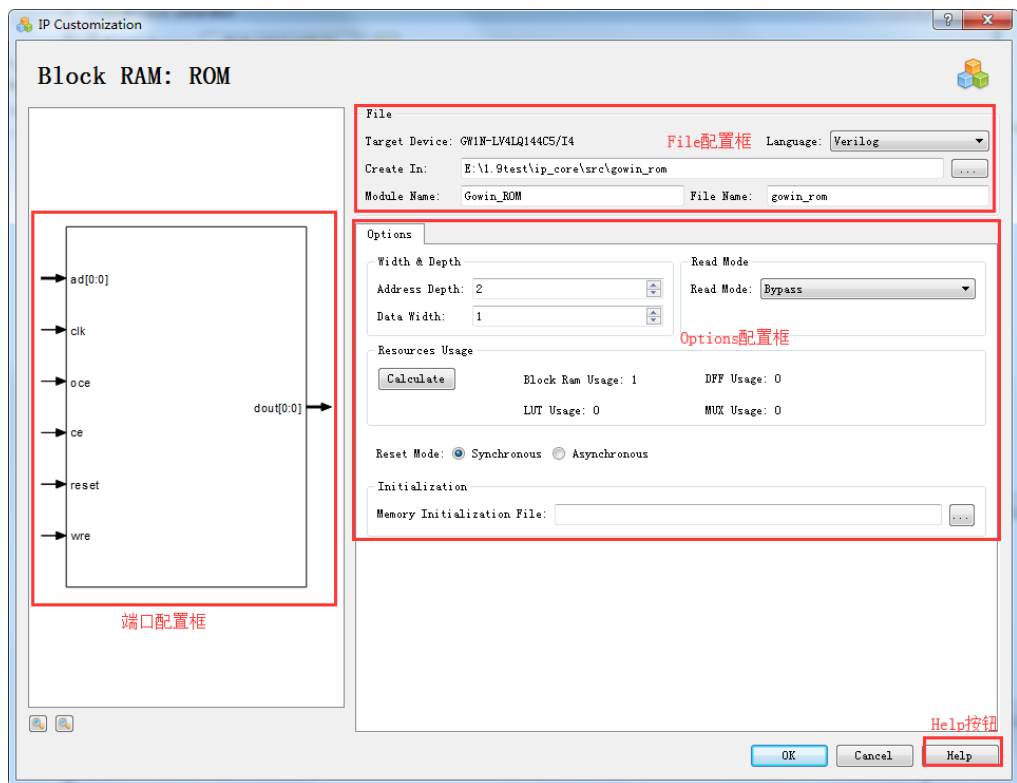 IP Customization
Block RAM: ROM
File
Target Device: GW1N-LV4LQ144C5/I4
File配置框
Language: Verilog
Create In: E:\1.9test\ip_core\src\gowin_rom ...
Module Name: Gowin_ROM File Name: gowin_rom
Options
Width & Depth
Address Depth: 2
Data Width: 1
Read Mode
Read Mode: Bypass
Options配置框
Resources Usage
Calculate Block Ram Usage: 1 DFF Usage: 0
LUT Usage: 0 MUX Usage: 0
Reset Mode: Synchronous Asynchronous
Initialization
Memory Initialization File: ...
ad[0:0]
clk
oce
ce
reset
wre
dout[0:0]
端口配置框
Help按钮
OK Cancel Help